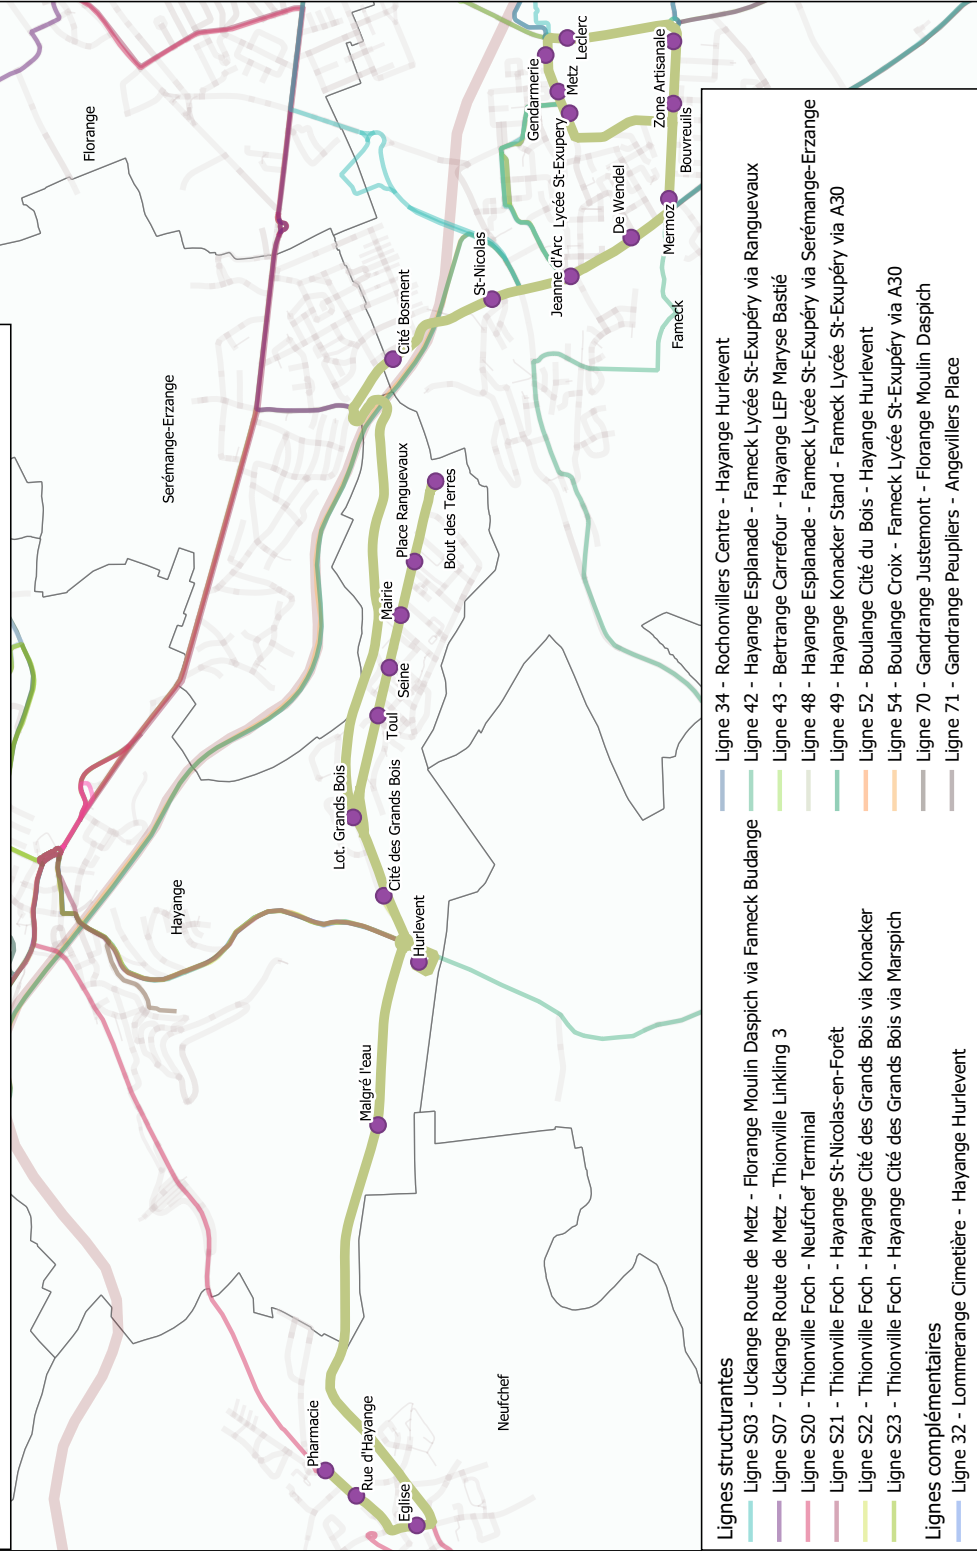 Pharmacie
Rue d'Hayange
Eglise
Neufchef
Malgré l'eau
Hayange
Hurlevent
Cité des Grands Bois
Lot. Grands Bois
Toul
Seine
Mairie
Place Ranguevaux
Bout des Terres
Serémange-Erzange
Cité Bosment
St-Nicolas
Florange
Jeanne d'Arc
De Wendel
Fameck
Mermoz
Lycée St-Exupery
Gendarmerie
Metz
Leclerc
Zone Artisanale
Bouvreuils
Lignes structurantes
Ligne S03 - Uckange Route de Metz - Florange Moulin Daspich via Fameck Budange
Ligne S07 - Uckange Route de Metz - Thionville Linkling 3
Ligne S20 - Thionville Foch - Neufchef Terminal
Ligne S21 - Thionville Foch - Hayange St-Nicolas-en-Forêt
Ligne S22 - Thionville Foch - Hayange Cité des Grands Bois via Konacker
Ligne S23 - Thionville Foch - Hayange Cité des Grands Bois via Marspich
Lignes complémentaires
Ligne 32 - Lommerange Cimetière - Hayange Hurlevent
Ligne 34 - Rochonvillers Centre - Hayange Hurlevent
Ligne 42 - Hayange Esplanade - Fameck Lycée St-Exupéry via Ranguevaux
Ligne 43 - Bertrange Carrefour - Hayange LEP Maryse Bastié
Ligne 48 - Hayange Esplanade - Fameck Lycée St-Exupéry via Serémange-Erzange
Ligne 49 - Hayange Konacker Stand - Fameck Lycée St-Exupéry via A30
Ligne 52 - Boulange Cité du Bois - Hayange Hurlevent
Ligne 54 - Boulange Croix - Fameck Lycée St-Exupéry via A30
Ligne 70 - Gandrange Justemont - Florange Moulin Daspich
Ligne 71 - Gandrange Peupliers - Angevillers Place